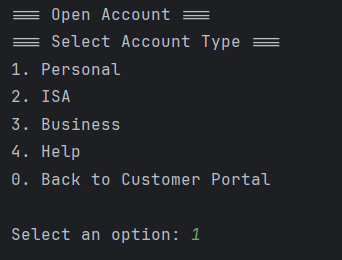 === Open Account ===
=== Select Account Type ===
1. Personal
2. ISA
3. Business
4. Help
0. Back to Customer Portal
Select an option: 1